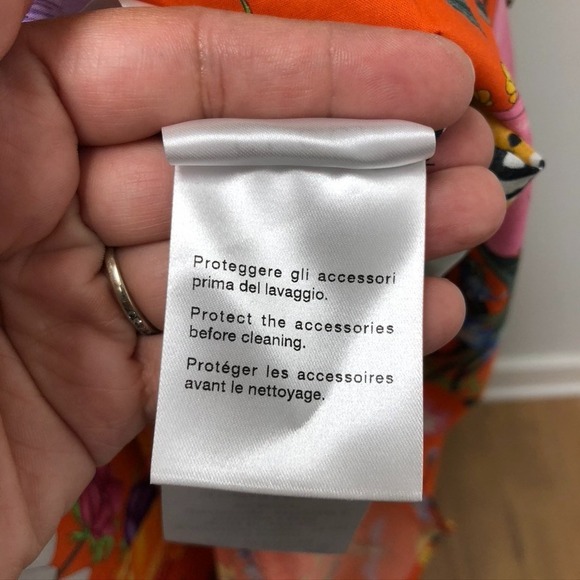 Proteggere gli accessori
prima del lavaggio.
Protect the accessories
before cleaning.
Protéger les accessoires
avant le nettoyage.